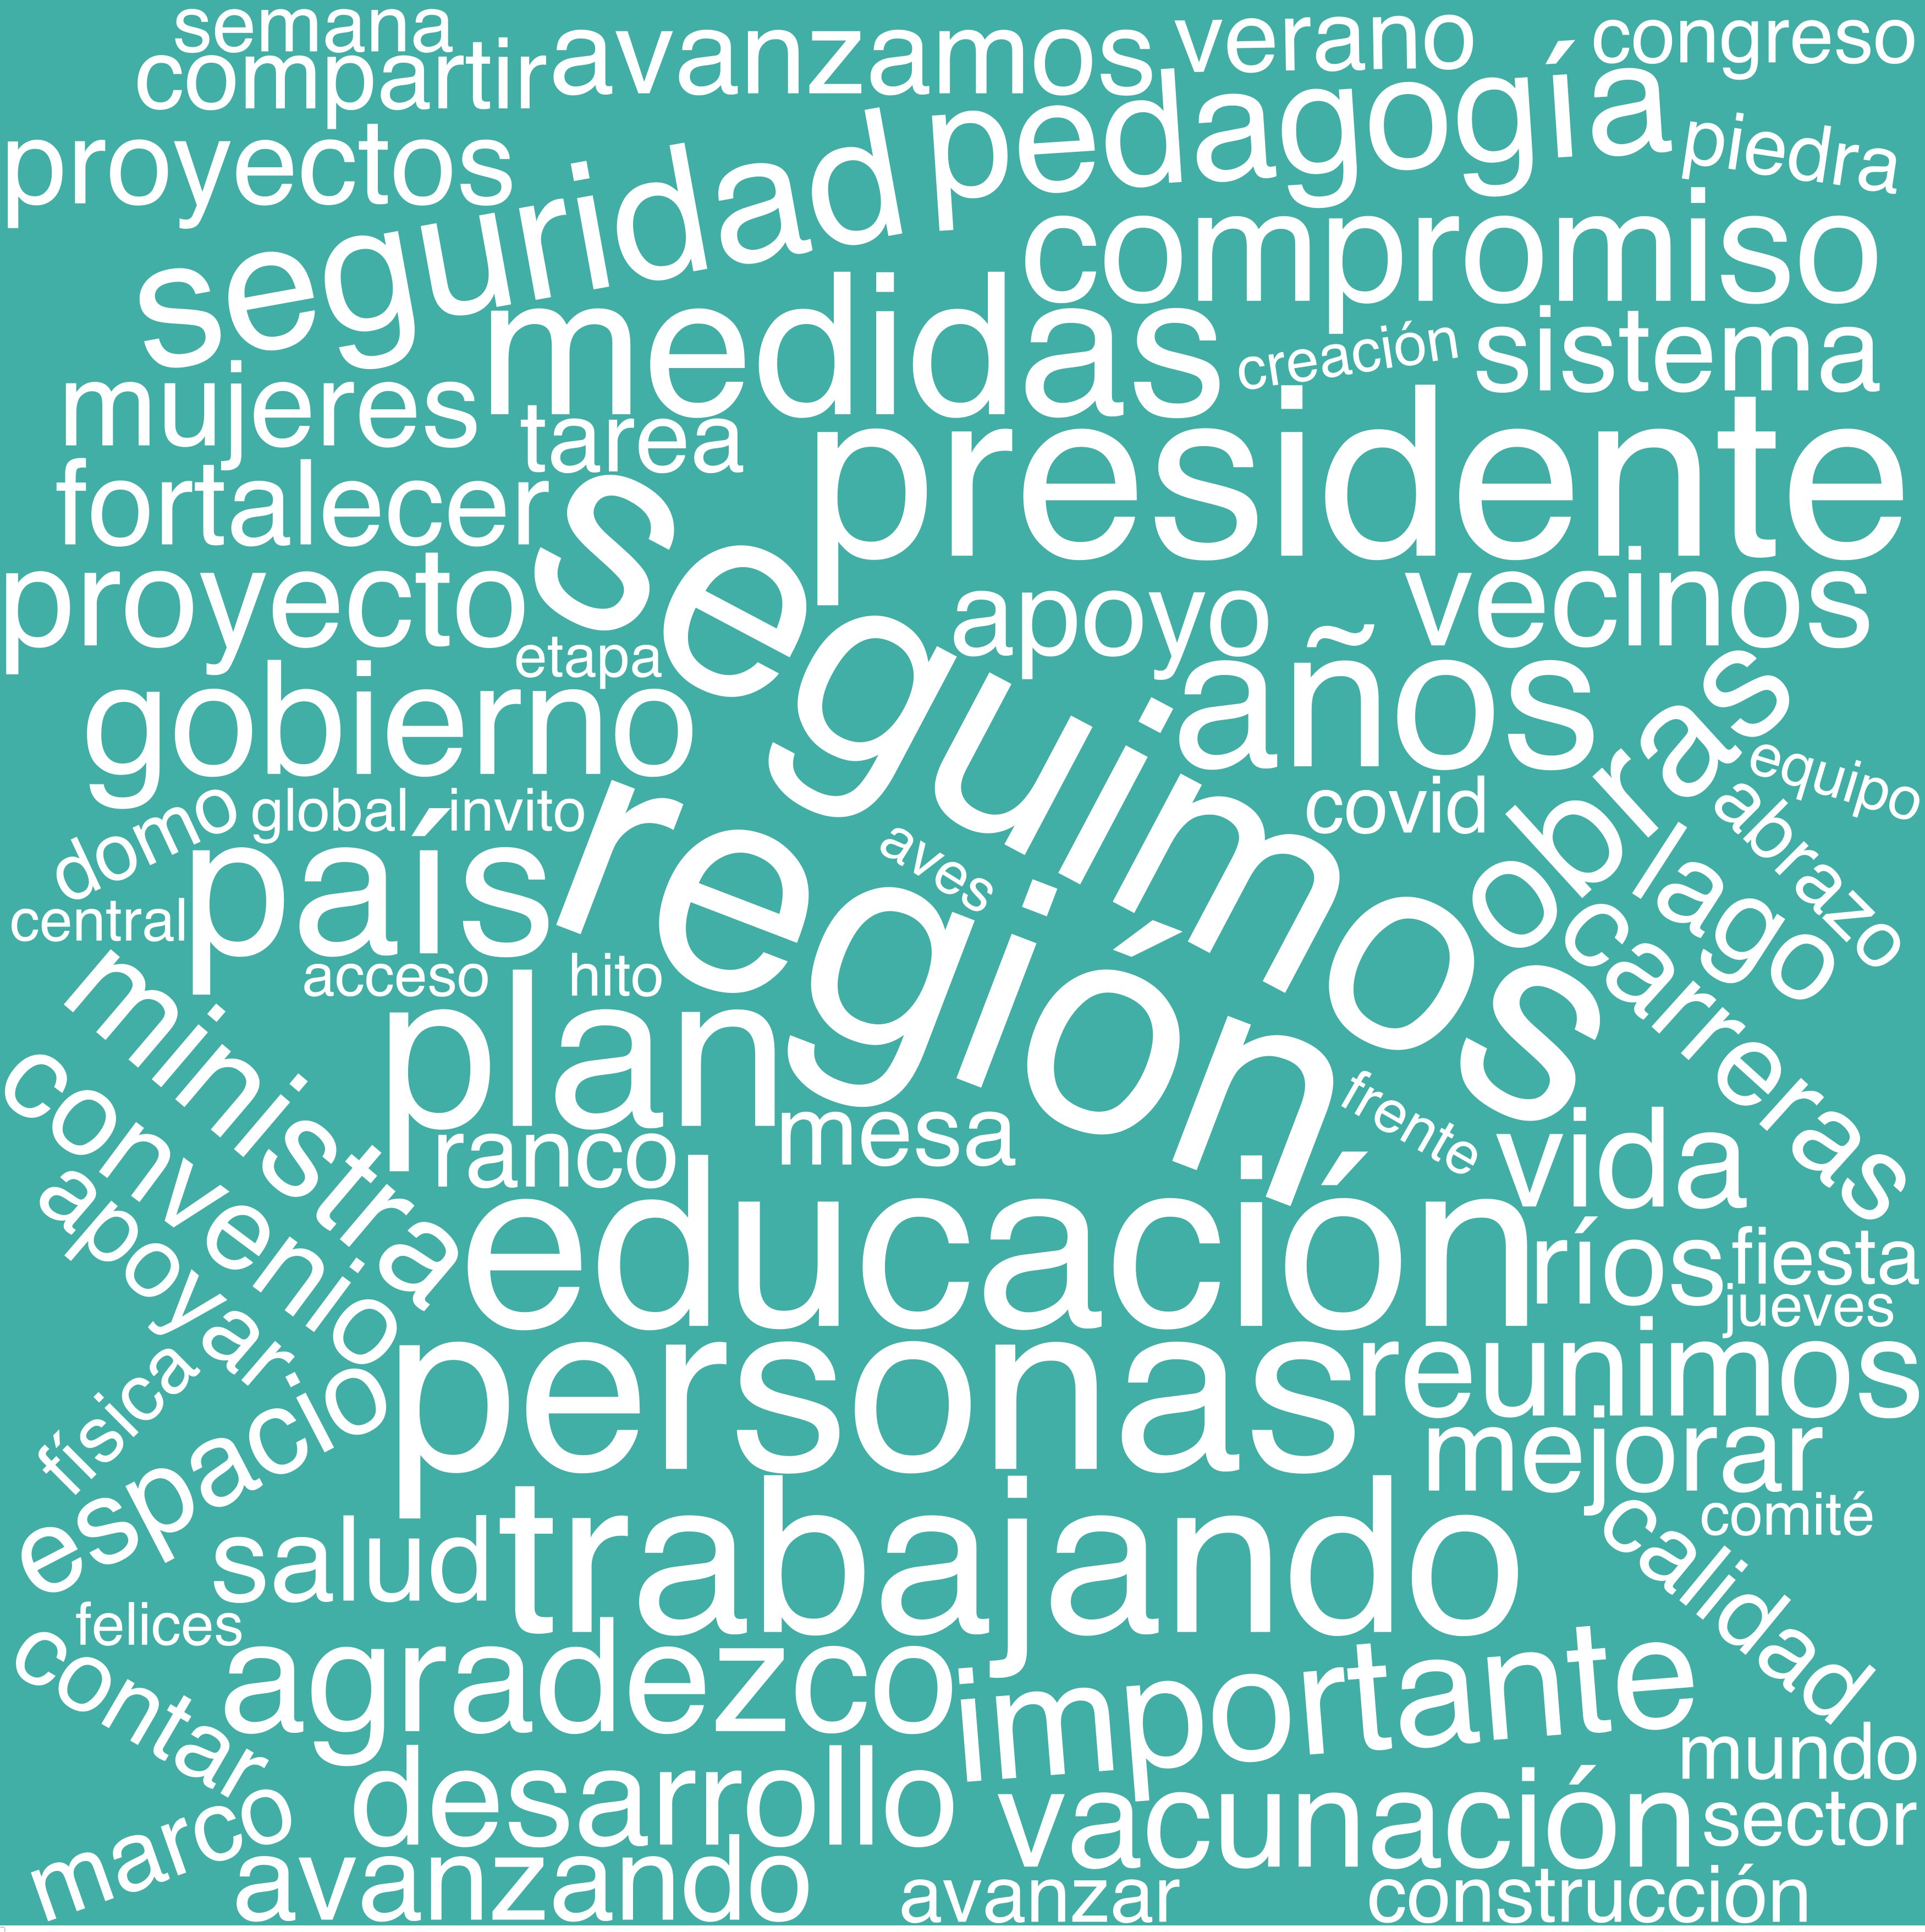 semana
compartir
avanzamos
verano
congreso
proyectos
seguridad
pedagogía
piedra
compromiso
medidas
creación
sistema
mujeres
tarea
presidente
fortalecer
seguimos
proyecto
apoyo
vecinos
etapa
años
gobierno
obras
equipo
domo
global
invito
covid
abrazo
país
región
aves
lago
central
carreras
acceso
hito
ministra
plan
convenio
ranco
mesa
frente
vida
apoyar
educación
ríos
fiesta
jueves
personas
reunimos
física
espacio
mejorar
comité
salud
trabajando
calidad
felices
contar
agradezco
importante
mundo
desarrollo
vacunación
sector
marco
avanzando
avanzar
construcción